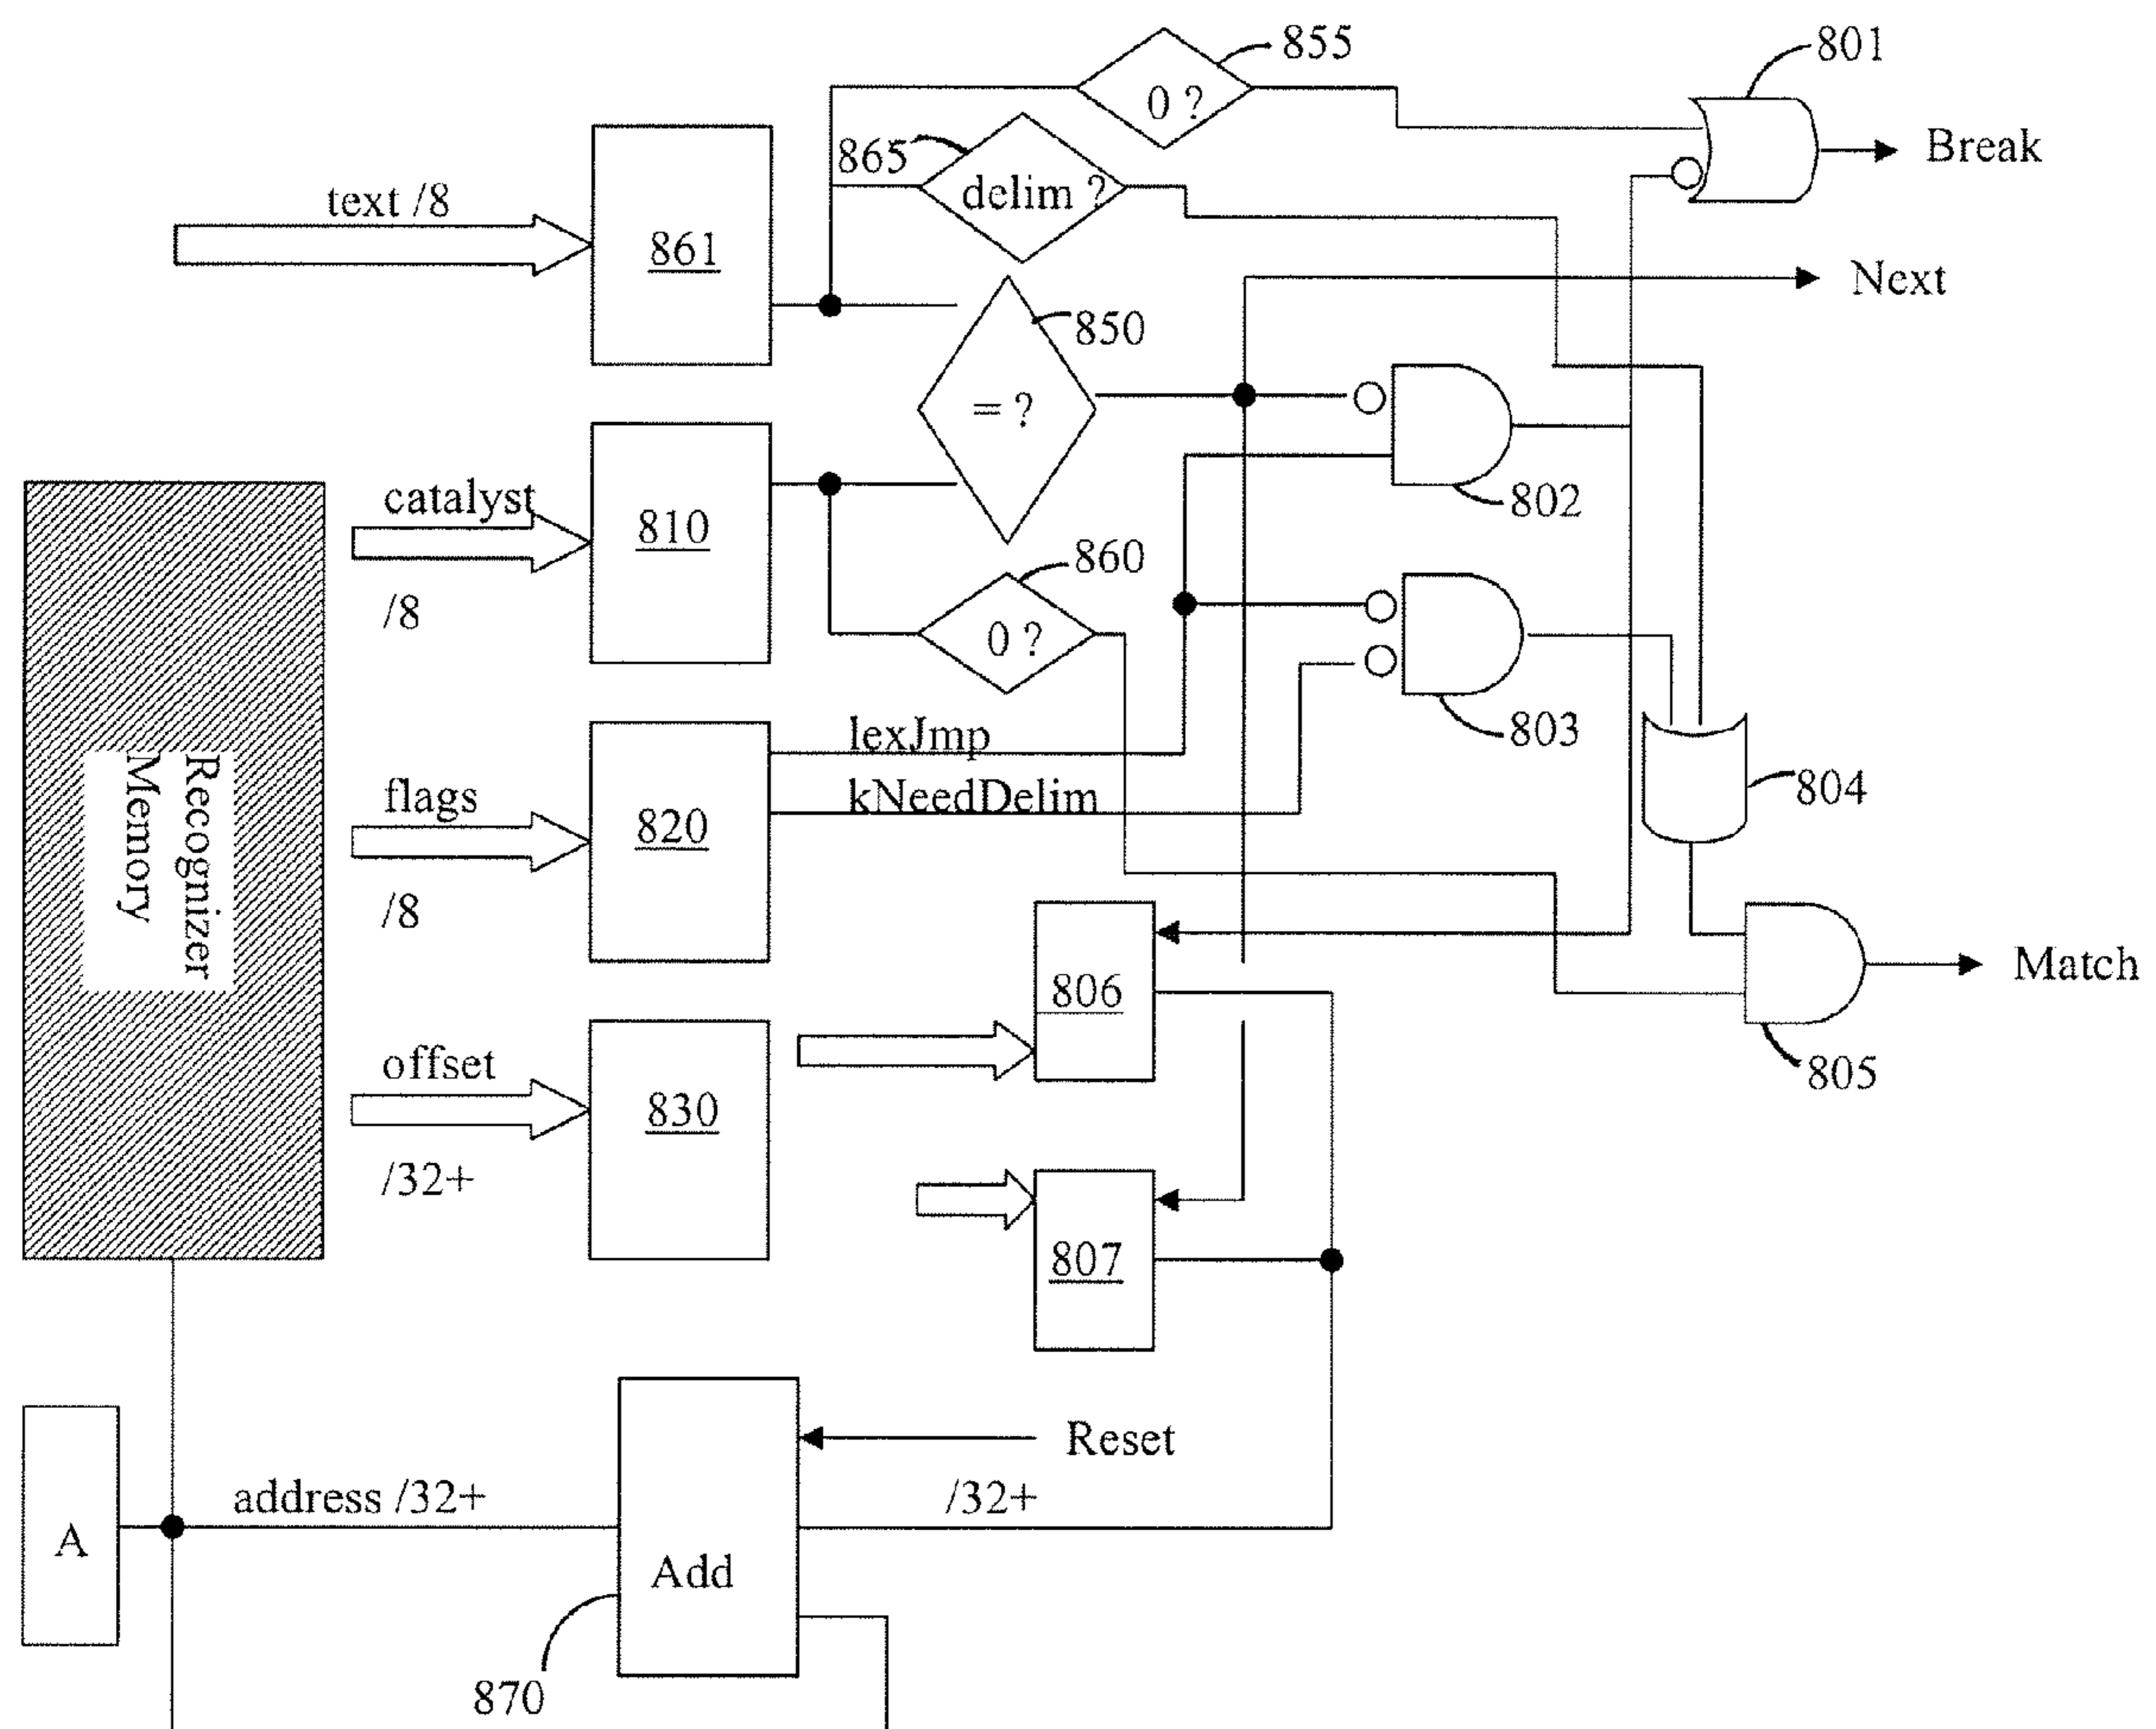 855
801
0 ?
Break
865
delim ?
text /8
861
Next
850
= ?
catalyst
810
802
/8
860
0 ?
803
lexJmp
Recognizer
Memory
flags
kNeedDelim
820
804
/8
806
Match
offset
830
805
/32+
807
Reset
address /32+
/32+
A
Add
870